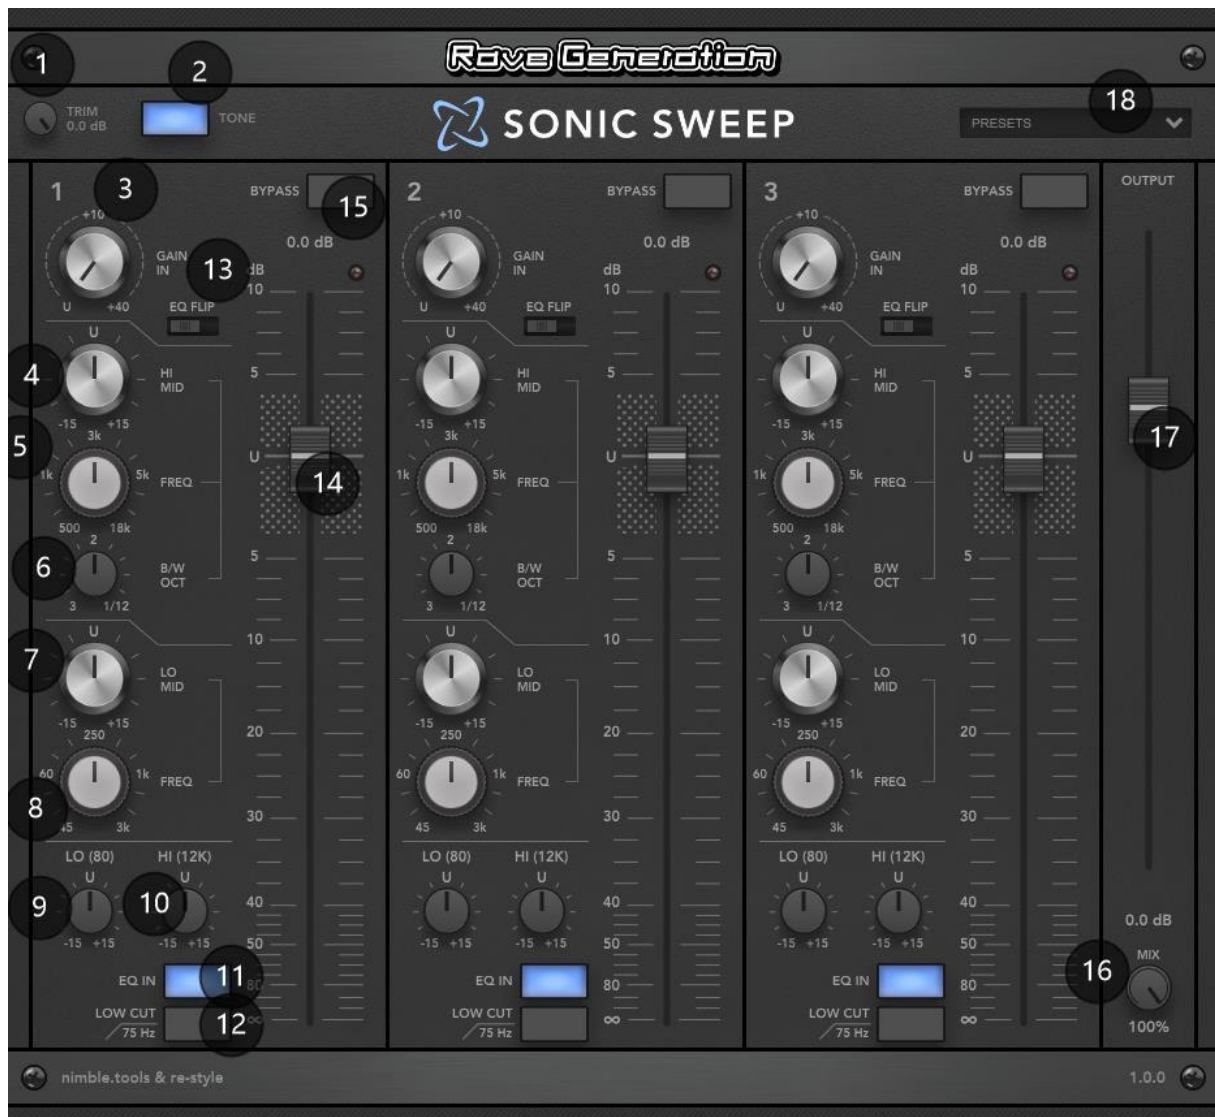 Rave Generation
1
2
18
TRIM
0.0 dB
TONE
SONIC SWEEP
PRESETS
1
3
BYPASS
15
2
BYPASS
3
BYPASS
OUTPUT
+10
0.0 dB
+10
0.0 dB
+10
0.0 dB
GAIN
IN
13
dB
GAIN
IN
dB
GAIN
IN
dB
10
10
10
U
+40
EQ FLIP
U
+40
EQ FLIP
U
+40
EQ FLIP
U
U
U
4
HI
MID
5
HI
MID
5
HI
MID
5
-15 +15
-15 +15
-15 +15
17
5
3k
3k
3k
U
U
U
1k
5k
FREQ
14
1k
5k
FREQ
1k
5k
FREQ
500
18k
500
18k
500
18k
2
2
2
5
5
5
6
B/W
OCT
B/W
OCT
B/W
OCT
3
1/12
3
1/12
3
1/12
U
10
U
10
U
10
7
LO
MID
LO
MID
LO
MID
-15 +15
-15 +15
-15 +15
250
20
250
20
250
20
60
1k
FREQ
60
1k
FREQ
60
1k
FREQ
8
45
3k
30
45
3k
30
45
3k
30
LO (80)
HI (12K)
LO (80)
HI (12K)
LO (80)
HI (12K)
U
U
U
U
U
U
9
10
40
40
40
-15 +15
-15 +15
50
-15 +15
-15 +15
50
-15 +15
-15 +15
50
0.0 dB
MIX
16
100%
EQ IN
11
80
EQ IN
80
EQ IN
80
LOW CUT
75 Hz
12
∞
LOW CUT
75 Hz
∞
LOW CUT
75 Hz
∞
nimble.tools & re-style
1.0.0